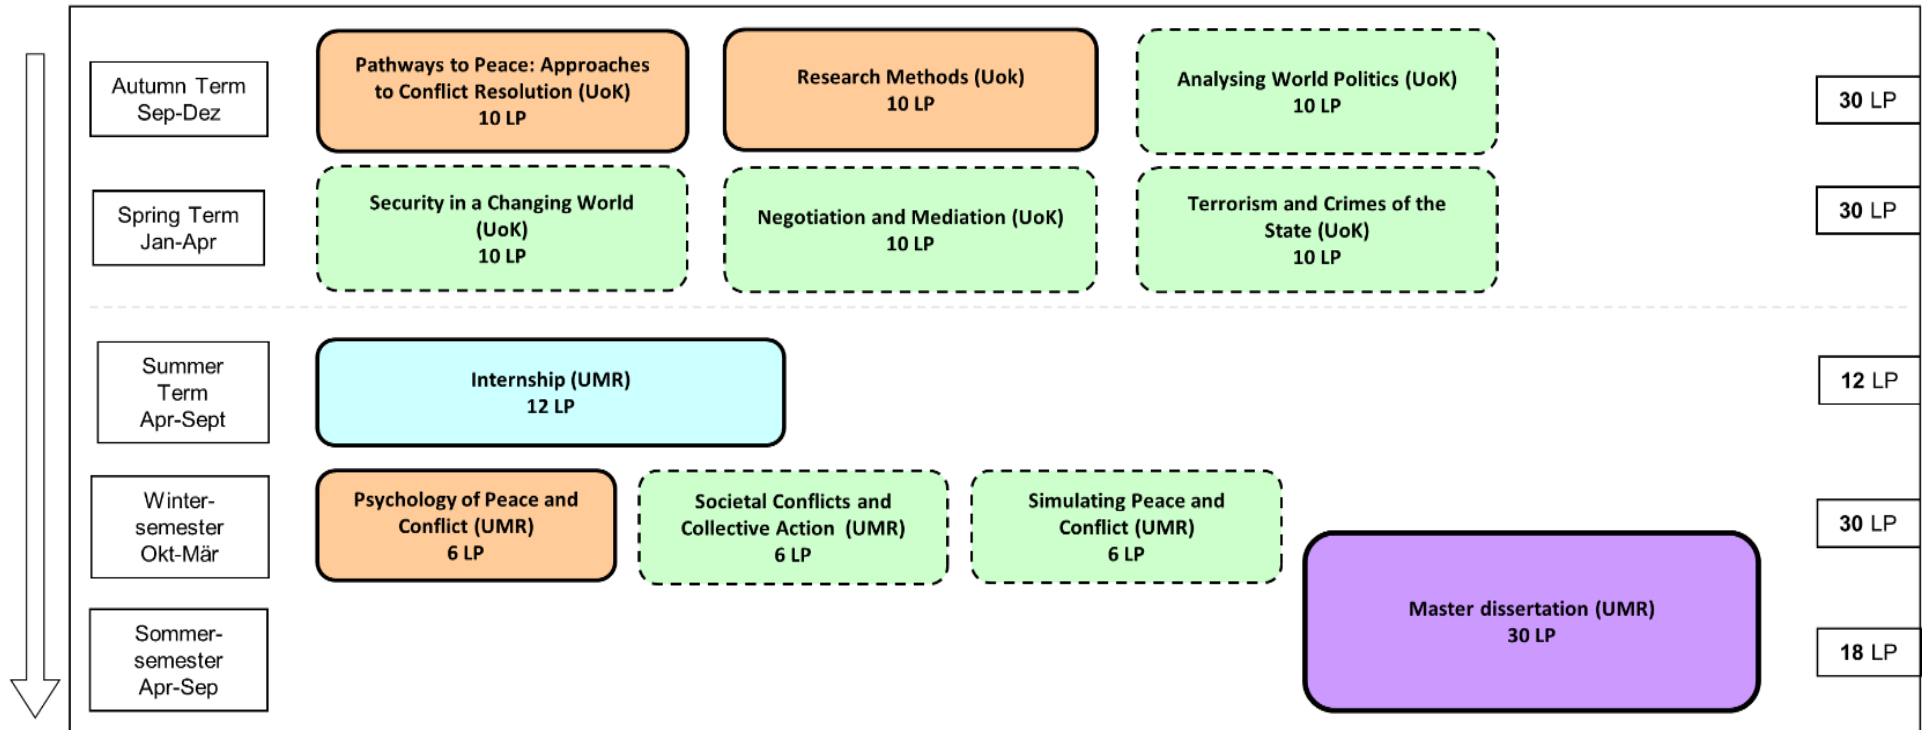 Autumn Term
Sep-Dez
Pathways to Peace: Approaches
to Conflict Resolution (UoK)
10 LP
Research Methods (Uok)
10 LP
Analysing World Politics (UoK)
10 LP
30 LP
Spring Term
Jan-Apr
Security in a Changing World
(UoK)
10 LP
Negotiation and Mediation (UoK)
10 LP
Terrorism and Crimes of the
State (UoK)
10 LP
30 LP
Summer
Term
Apr-Sept
Internship (UMR)
12 LP
12 LP
Winter-
semester
Okt-Mär
Psychology of Peace and
Conflict (UMR)
6 LP
Societal Conflicts and
Collective Action (UMR)
6 LP
Simulating Peace and
Conflict (UMR)
6 LP
30 LP
Sommer-
semester
Apr-Sep
Master dissertation (UMR)
30 LP
18 LP